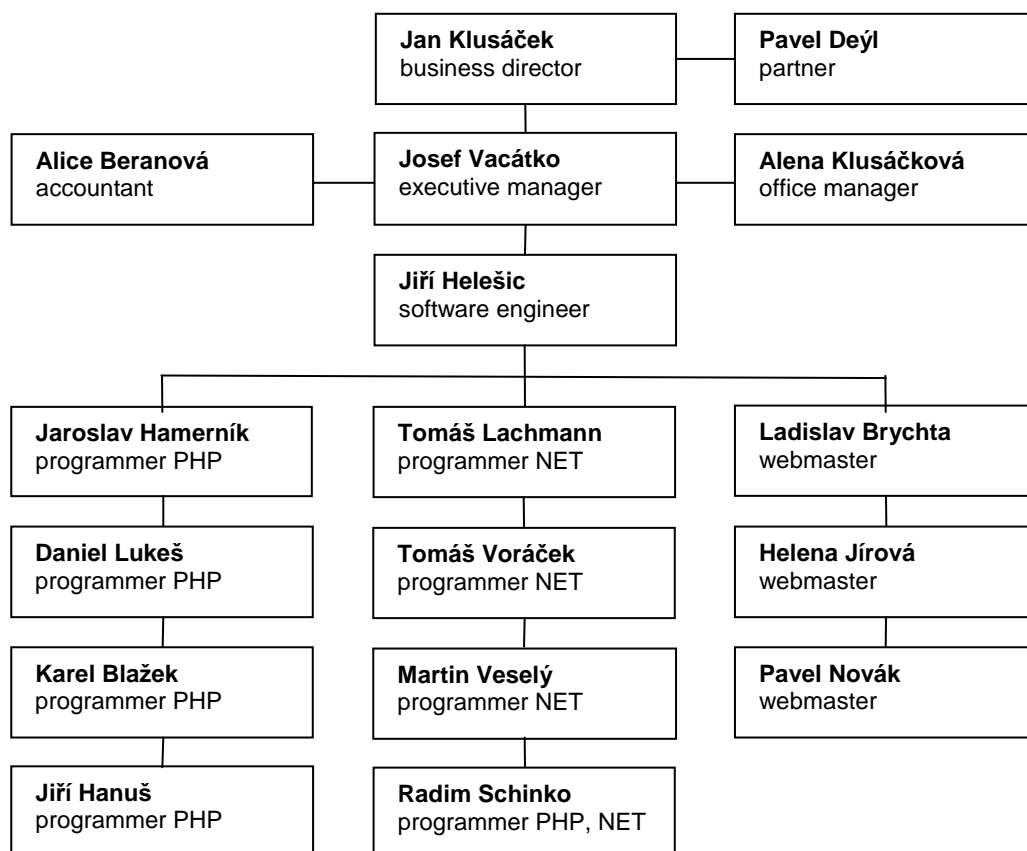 Jan Klusáček
business director
Pavel Deýl
partner
Alice Beranová
accountant
Josef Vacátko
executive manager
Alena Klusáčková
office manager
Jiří Helešic
software engineer
Jaroslav Hamerník
programmer PHP
Tomáš Lachmann
programmer NET
Ladislav Brychta
webmaster
Daniel Lukeš
programmer PHP
Tomáš Voráček
programmer NET
Helena Jírová
webmaster
Karel Blažek
programmer PHP
Martin Veselý
programmer NET
Pavel Novák
webmaster
Jiří Hanuš
programmer PHP
Radim Schinko
programmer PHP, NET